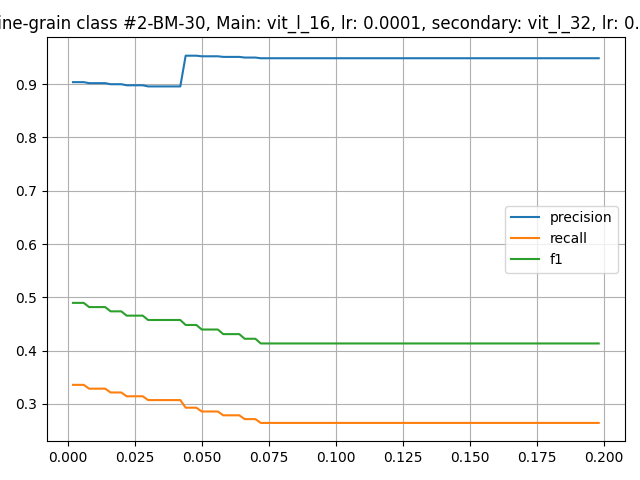 ine-grain class #2-BM-30, Main: vit_l_16, lr: 0.0001, secondary: vit_l_32, lr: 0.
0.9
0.8
0.7
0.6
0.5
0.4
0.3
precision
recall
f1
0.000 0.025 0.050 0.075 0.100 0.125 0.150 0.175 0.200